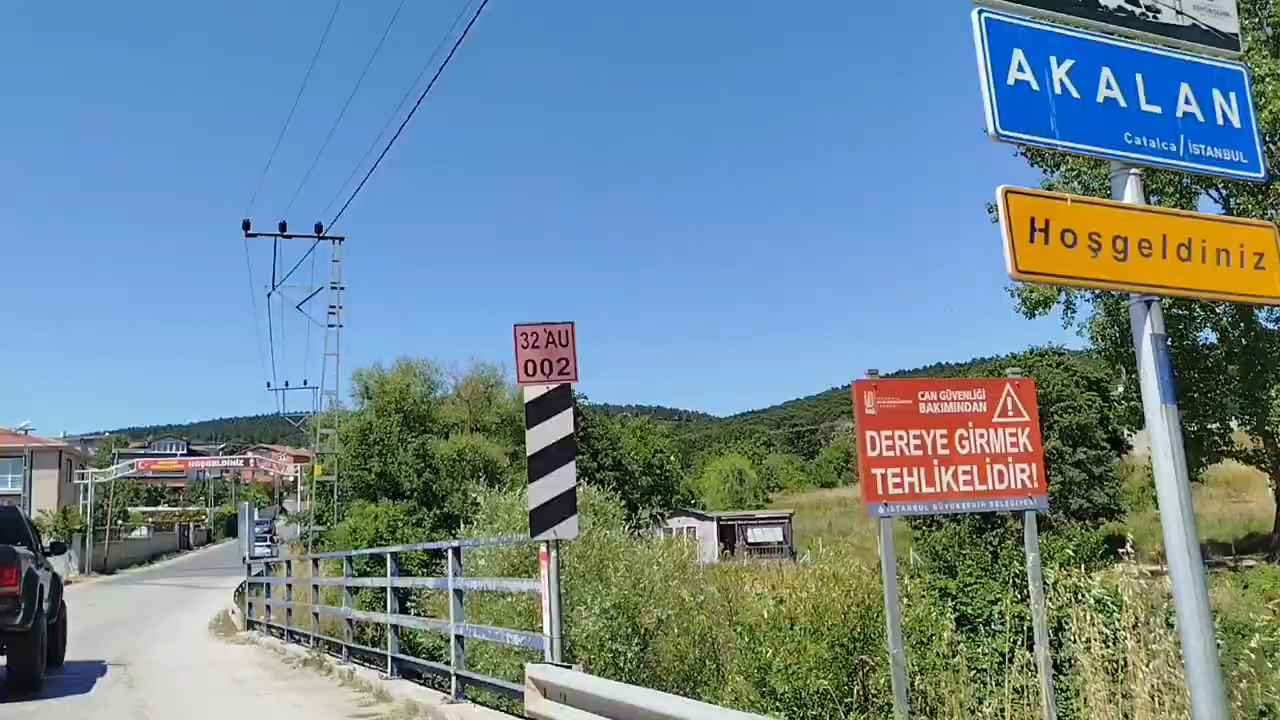 AKALAN
Çatalca/İSTANBUL
Hoşgeldiniz
32 AU
002
CAN GÜVENLİĞİ
BAKIMINDAN
DEREYE GİRMEK
TEHLİKELİDİR!
İSTANBUL BÜYÜKŞEHİR BELEDİYESİ
HOŞGELDİNİZ